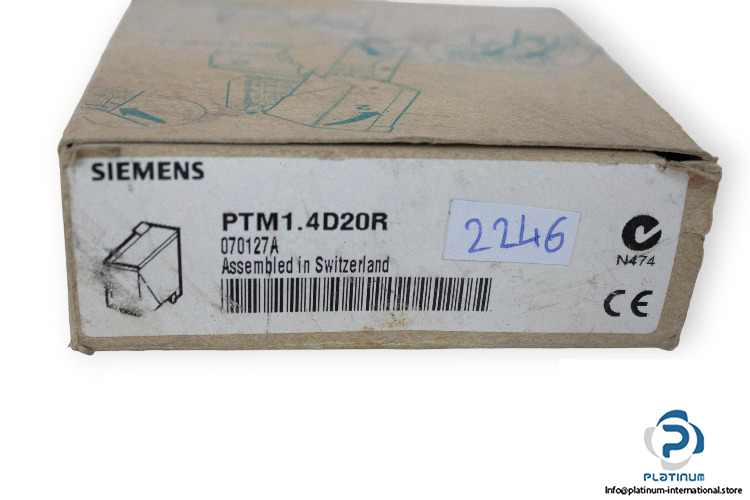 SIEMENS
PTM1.4D20R
070127A
Assembled in Switzerland
2246
N474
CE
PLATINUM
Info@platinum-international.store